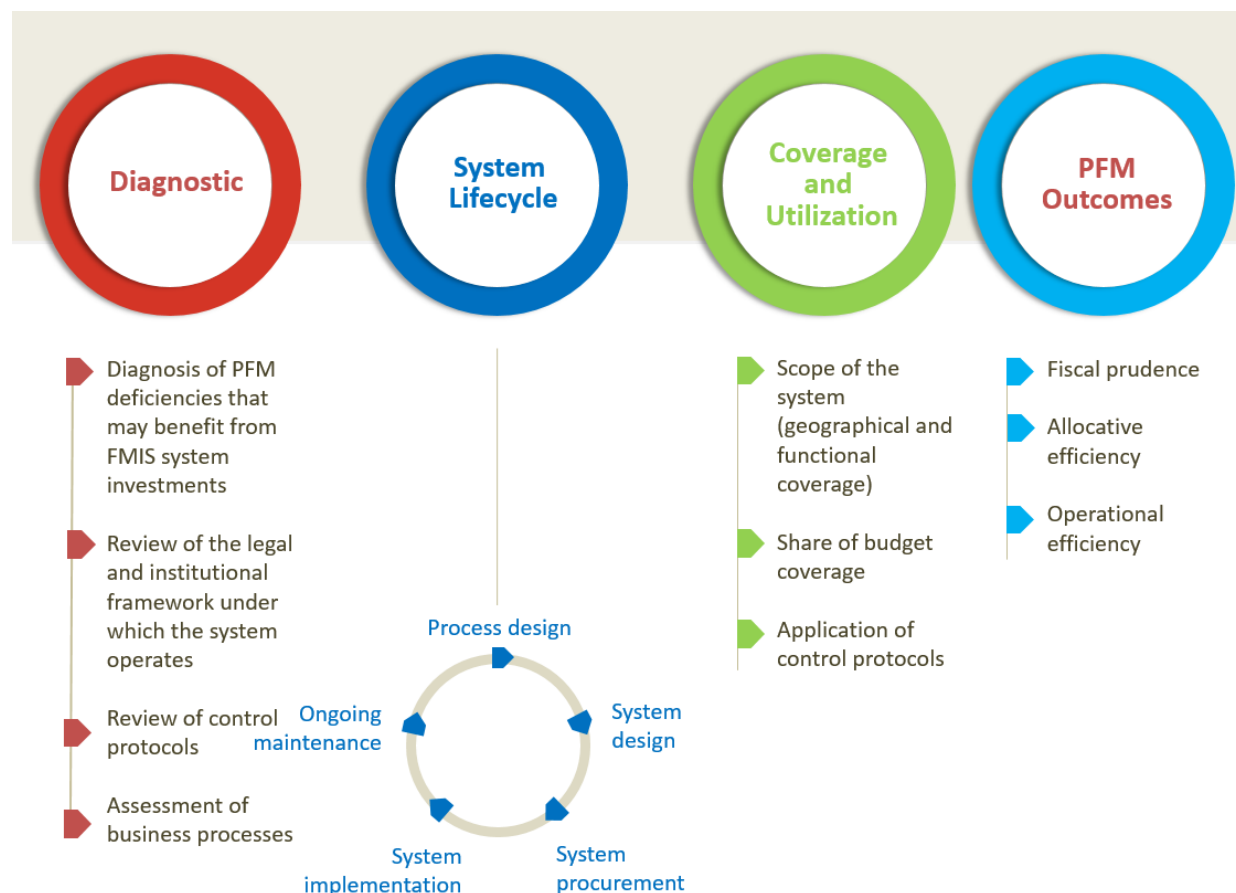 Diagnostic
System
Lifecycle
Coverage
and
Utilization
PFM
Outcomes
Diagnosis of PFM
deficiencies that
may benefit from
FMIS system
investments
Review of the legal
and institutional
framework under
which the system
operates
Review of control
protocols
Assessment of
business processes
Process design
System
design
System
procurement
System
implementation
Ongoing
maintenance
Scope of the
system
(geographical and
functional
coverage)
Share of budget
coverage
Application of
control protocols
Fiscal prudence
Allocative
efficiency
Operational
efficiency